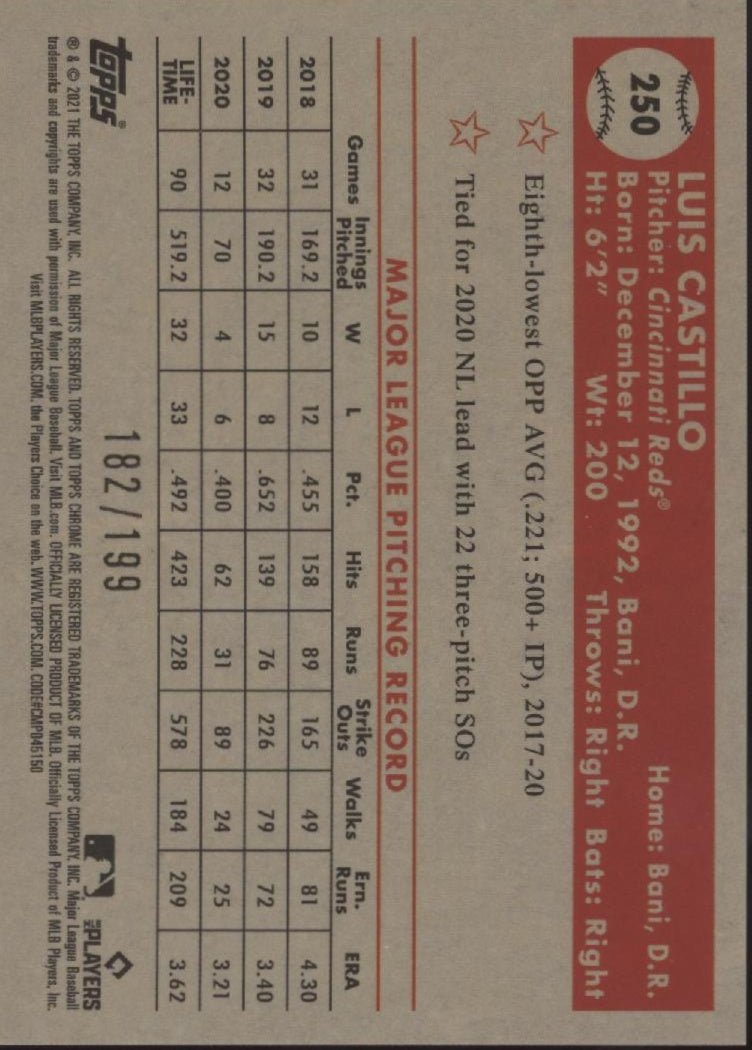 250
LUIS CASTILLO
Pitcher: Cincinnati Reds® Home: Bani, D.R.
Born: December 12, 1992, Bani, D.R.
Ht: 6'2" Wt: 200 Throws: Right Bats: Right
Eighth-lowest OPP AVG (.221; 500+ IP), 2017-20
Tied for 2020 NL lead with 22 three-pitch SOs
MAJOR LEAGUE PITCHING RECORD
Games Innings Pitched W L Pct. Hits Runs Strike Outs Walks Ern. Runs ERA
2018 31 169.2 10 12 .455 158 89 165 49 81 4.30
2019 32 190.2 15 8 .652 139 76 226 79 72 3.40
2020 12 70 4 6 .400 62 31 89 24 25 3.21
LIFE-TIME 90 519.2 32 33 .492 423 228 578 184 209 3.62
topps®
182/199
MLB PLAYERS
® & © 2021 THE TOPPS COMPANY, INC. ALL RIGHTS RESERVED. TOPPS AND TOPPS CHROME ARE REGISTERED TRADEMARKS OF THE TOPPS COMPANY, INC. Major League Baseball
trademarks and copyrights are used with permission of Major League Baseball. Visit MLB.com. OFFICIALLY LICENSED PRODUCT OF MLB. Officially Licensed Product of MLB Players, Inc.
Visit MLBPLAYERS.COM, the Players Choice on the web. WWW.TOPPS.COM. CODE#CMP045150